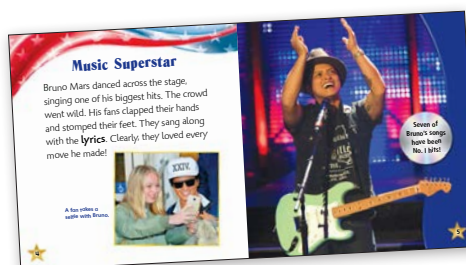 Music Superstar
Bruno Mars danced across the stage,
singing one of his biggest hits. The crowd
went wild. His fans clapped their hands
and stomped their feet. They sang along
with the lyrics. Clearly, they loved every
move he made!
XXIV.
A fan takes a
selfie with Bruno.
4
Seven of
Bruno's songs
have been
No. 1 hits!
5